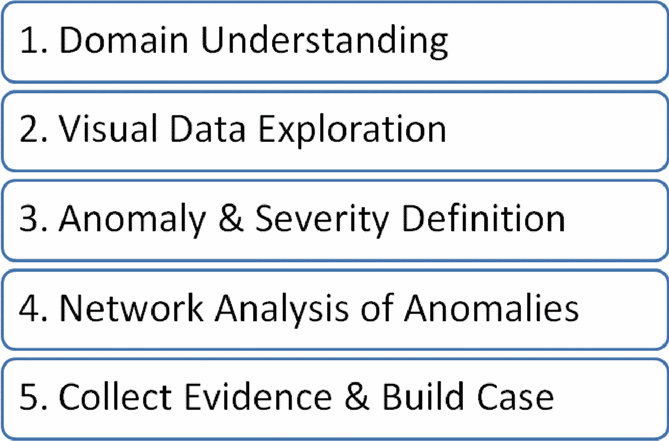 1. Domain Understanding
2. Visual Data Exploration
3. Anomaly & Severity Definition
4. Network Analysis of Anomalies
5. Collect Evidence & Build Case